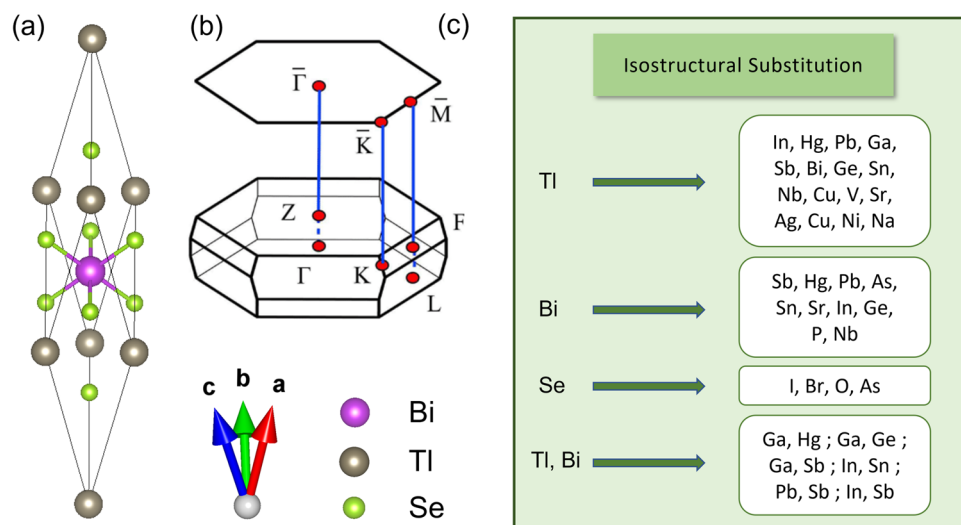 (a)
Bi
Tl
Se
c
b
a
(b)
Γ̅
M̅
K̅
Z
F
Γ
K
L
(c)
Isostructural Substitution
Tl
In, Hg, Pb, Ga,
Sb, Bi, Ge, Sn,
Nb, Cu, V, Sr,
Ag, Cu, Ni, Na
Bi
Sb, Hg, Pb, As,
Sn, Sr, In, Ge,
P, Nb
Se
I, Br, O, As
Tl, Bi
Ga, Hg ; Ga, Ge ;
Ga, Sb ; In, Sn ;
Pb, Sb ; In, Sb